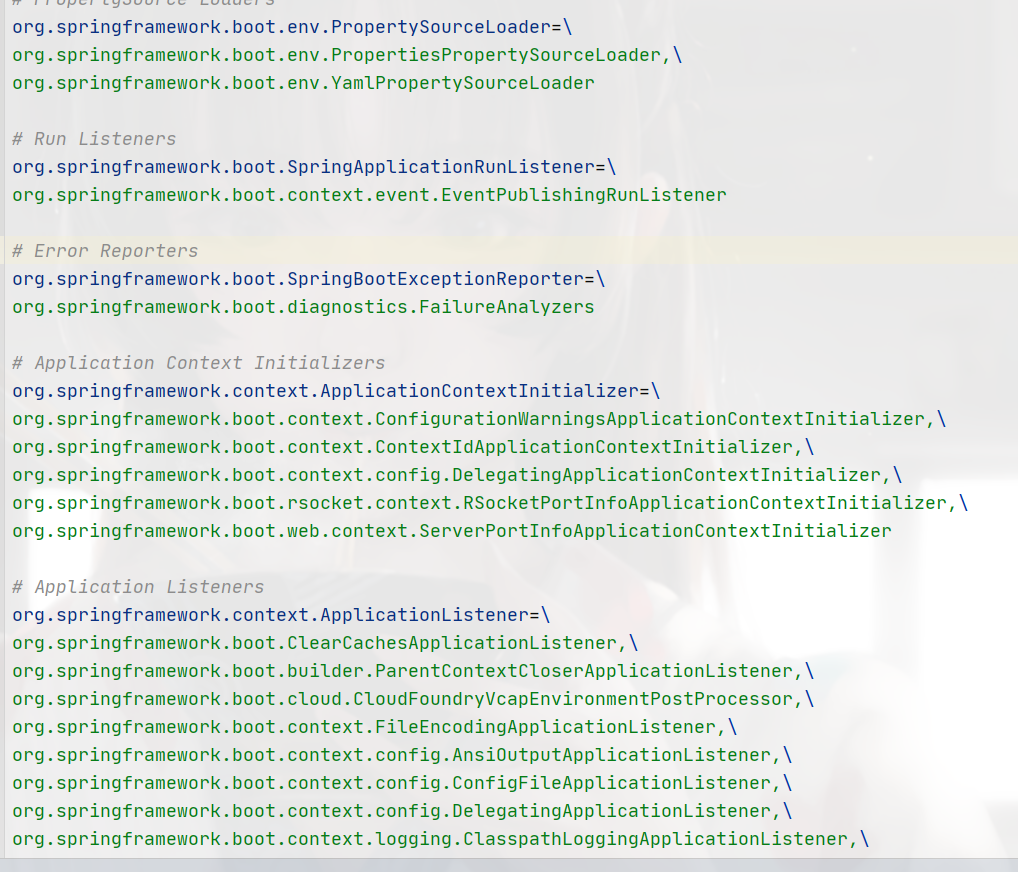 # PropertySource Loaders
org.springframework.boot.env.PropertySourceLoader=\
org.springframework.boot.env.PropertiesPropertySourceLoader,\
org.springframework.boot.env.YamlPropertySourceLoader
# Run Listeners
org.springframework.boot.SpringApplicationRunListener=\
org.springframework.boot.context.event.EventPublishingRunListener
# Error Reporters
org.springframework.boot.SpringBootExceptionReporter=\
org.springframework.boot.diagnostics.FailureAnalyzers
# Application Context Initializers
org.springframework.context.ApplicationContextInitializer=\
org.springframework.boot.context.ConfigurationWarningsApplicationContextInitializer,\
org.springframework.boot.context.ContextIdApplicationContextInitializer,\
org.springframework.boot.context.config.DelegatingApplicationContextInitializer,\
org.springframework.boot.rsocket.context.RSocketPortInfoApplicationContextInitializer,\
org.springframework.boot.web.context.ServerPortInfoApplicationContextInitializer
# Application Listeners
org.springframework.context.ApplicationListener=\
org.springframework.boot.ClearCachesApplicationListener,\
org.springframework.boot.builder.ParentContextCloserApplicationListener,\
org.springframework.boot.cloud.CloudFoundryVcapEnvironmentPostProcessor,\
org.springframework.boot.context.FileEncodingApplicationListener,\
org.springframework.boot.context.config.AnsiOutputApplicationListener,\
org.springframework.boot.context.config.ConfigFileApplicationListener,\
org.springframework.boot.context.config.DelegatingApplicationListener,\
org.springframework.boot.context.logging.ClasspathLoggingApplicationListener,\